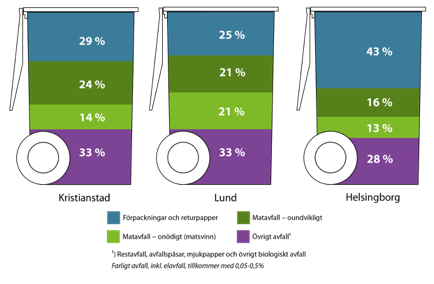 29 % 25 % 43 %
24 % 21 % 16 %
14 % 21 % 13 %
33 % 33 % 28 %
Kristianstad Lund Helsingborg
Förpackningar och returpapper Matavfall – oundvikligt
Matavfall – onödigt (matsvinn) Övrigt avfall¹
¹) Restavfall, avfallspåsar, mjukpapper och övrigt biologiskt avfall
Farligt avfall, inkl. elavfall, tillkommer med 0,05-0,5%